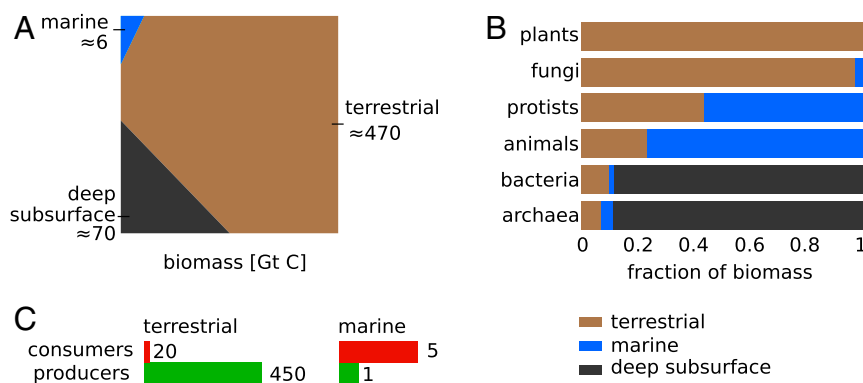 A
marine
≈6
terrestrial
≈470
deep
subsurface
≈70
biomass [Gt C]
B
plants
fungi
protists
animals
bacteria
archaea
0 0.2 0.4 0.6 0.8 1
fraction of biomass
terrestrial
marine
deep subsurface
C
terrestrial marine
consumers 20 5
producers 450 1